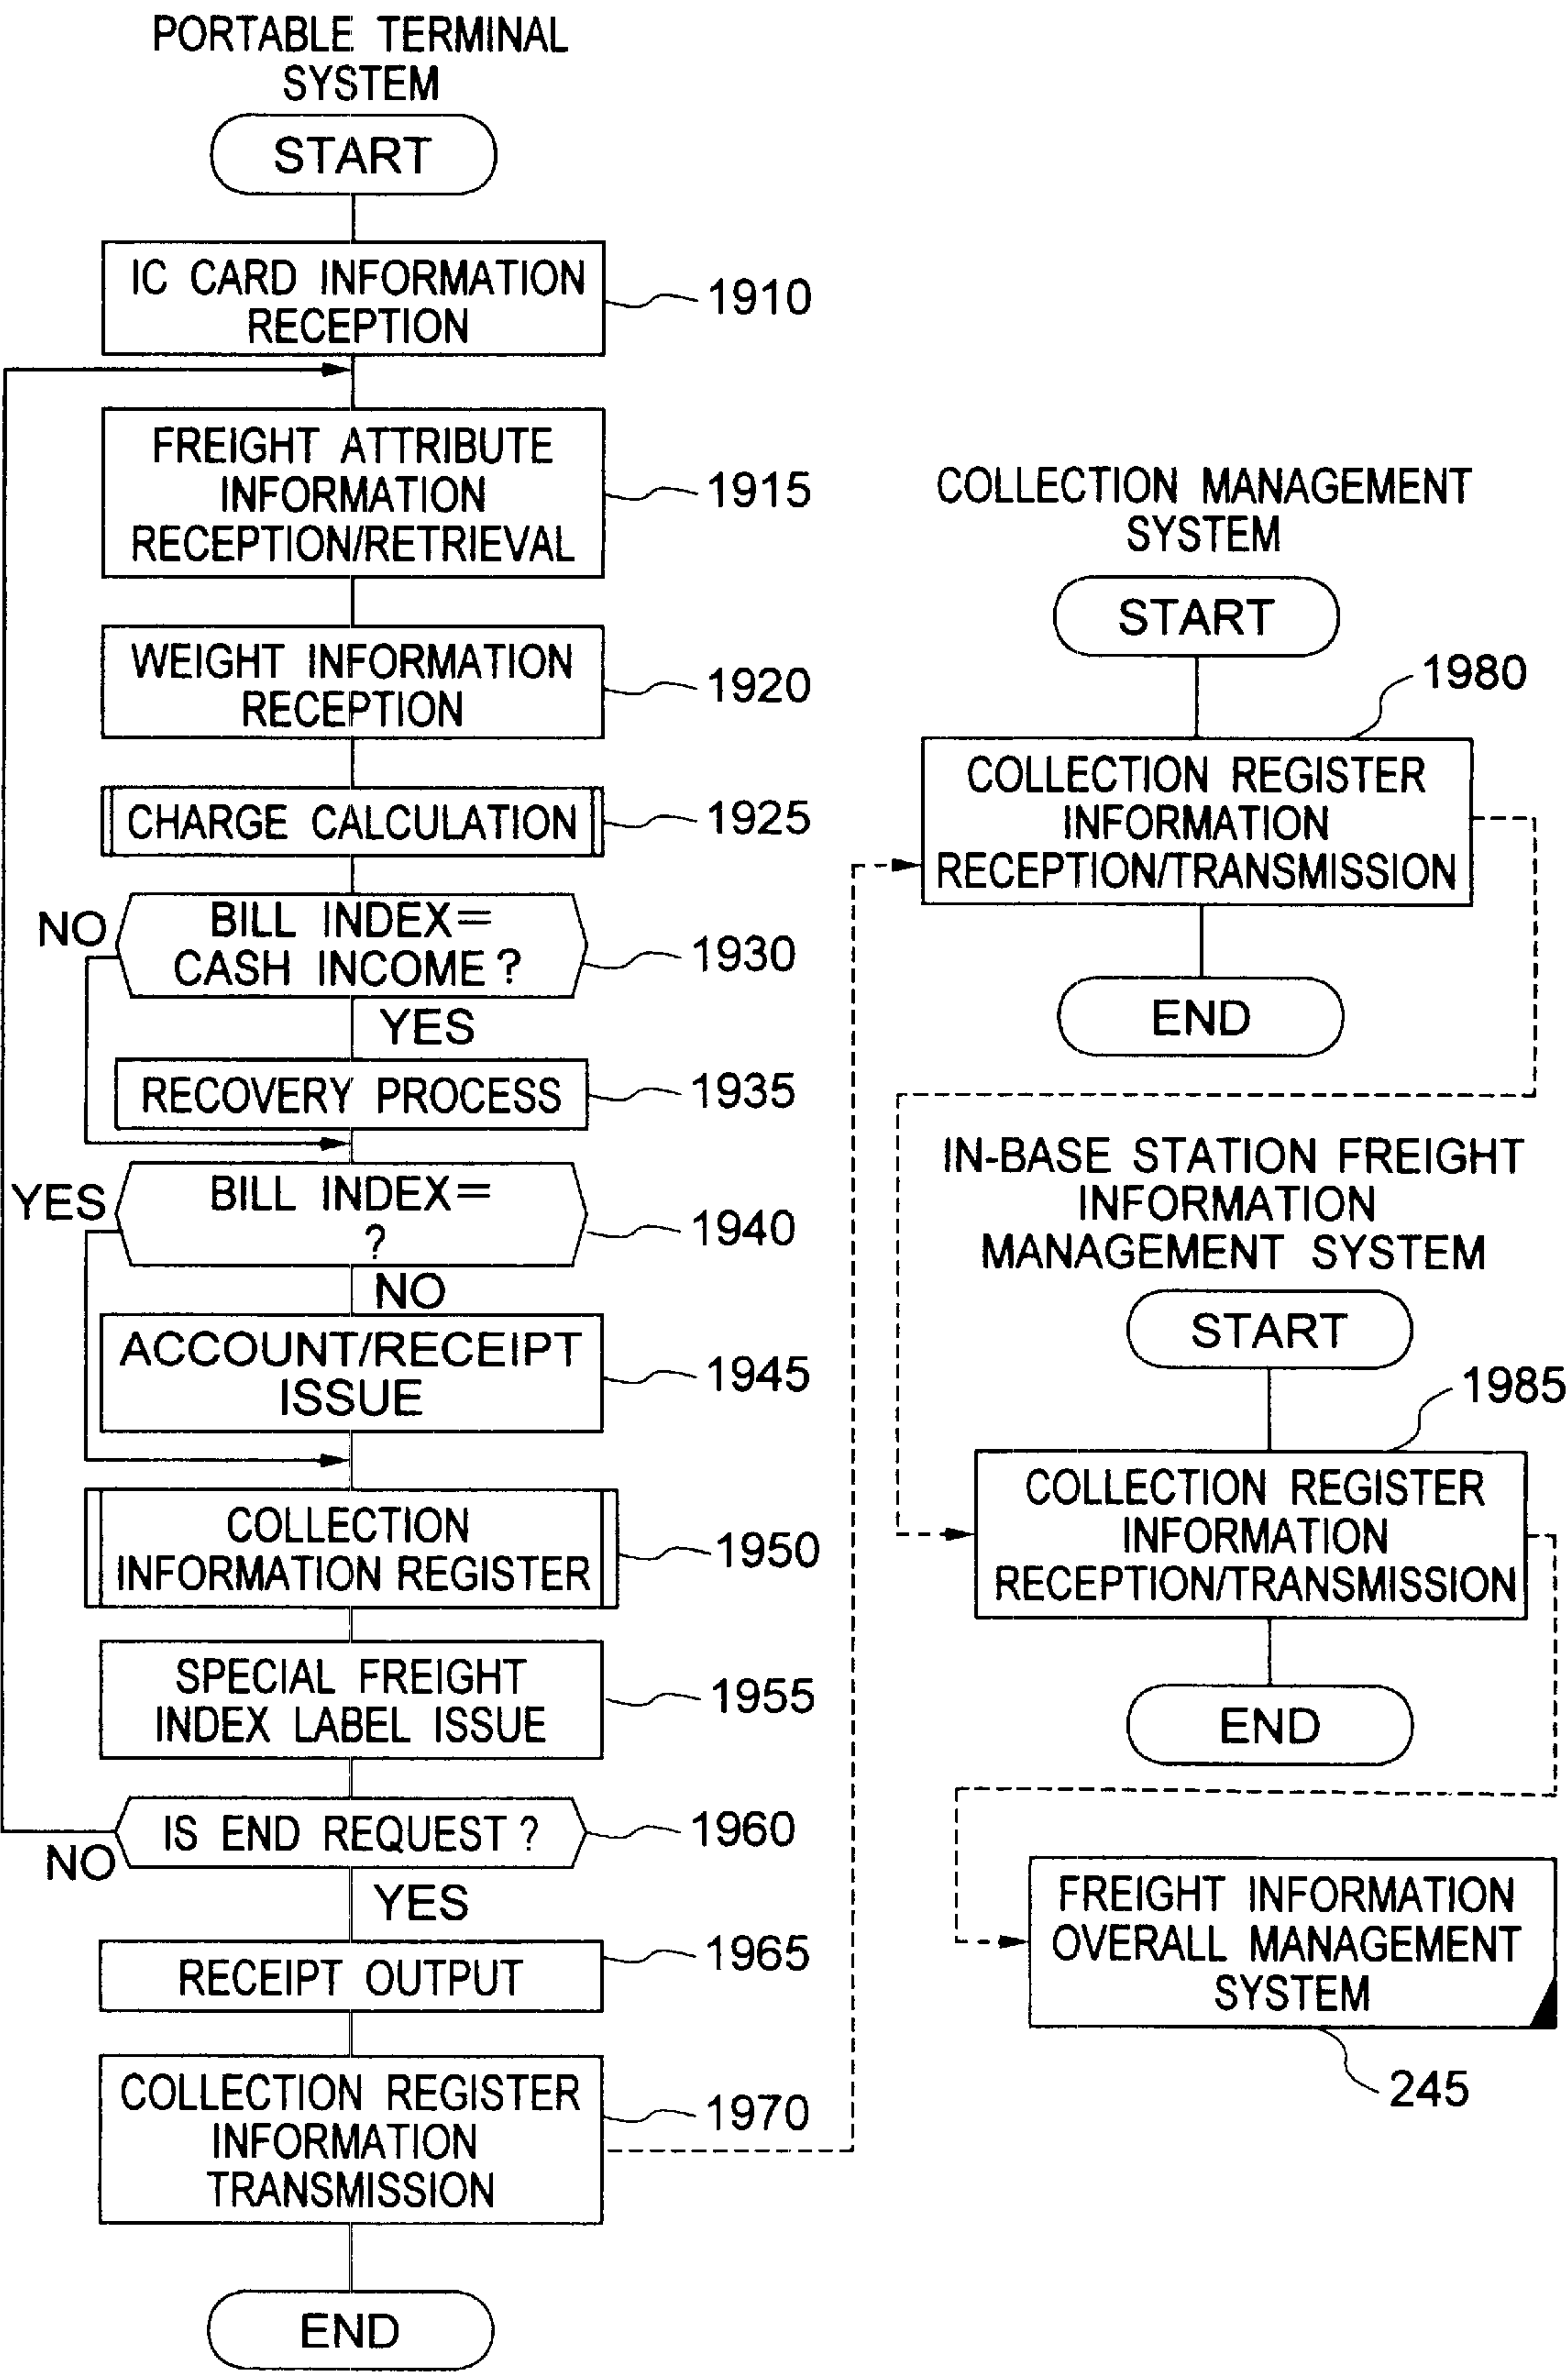 PORTABLE TERMINAL
SYSTEM
START
IC CARD INFORMATION
RECEPTION
1910
FREIGHT ATTRIBUTE
INFORMATION
RECEPTION/RETRIEVAL
1915
WEIGHT INFORMATION
RECEPTION
1920
CHARGE CALCULATION
1925
BILL INDEX=
CASH INCOME?
NO
1930
YES
RECOVERY PROCESS
1935
BILL INDEX=
?
YES
1940
NO
ACCOUNT/RECEIPT
ISSUE
1945
COLLECTION
INFORMATION REGISTER
1950
SPECIAL FREIGHT
INDEX LABEL ISSUE
1955
IS END REQUEST?
1960
NO
YES
RECEIPT OUTPUT
1965
COLLECTION REGISTER
INFORMATION
TRANSMISSION
1970
END
COLLECTION MANAGEMENT
SYSTEM
START
1980
COLLECTION REGISTER
INFORMATION
RECEPTION/TRANSMISSION
END
IN-BASE STATION FREIGHT
INFORMATION
MANAGEMENT SYSTEM
START
1985
COLLECTION REGISTER
INFORMATION
RECEPTION/TRANSMISSION
END
FREIGHT INFORMATION
OVERALL MANAGEMENT
SYSTEM
245